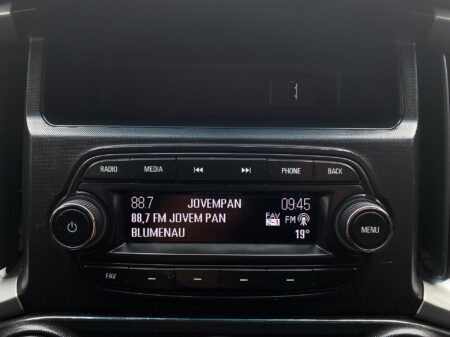 RADIO MEDIA PHONE BACK
88.7 JOVEMPAN 09:45
88,7 FM JOVEM PAN FAV FM
BLUMENAU 19°
MENU
FAV